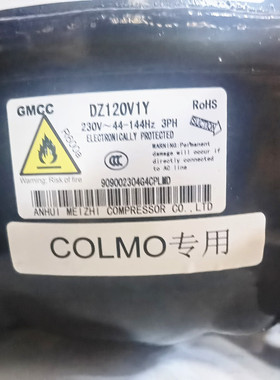 GMCC DZ120V1Y RoHS
230V~44-144Hz 3PH
ELECTRONICALLY PROTECTED
R600a
WARNING:Permanent
damage will occur if
directly connected
to AC line
Warning: Risk of fire
909002304G4CPLMD
ANHUI MEIZHI COMPRESSOR CO.,LTD
COLMO专用